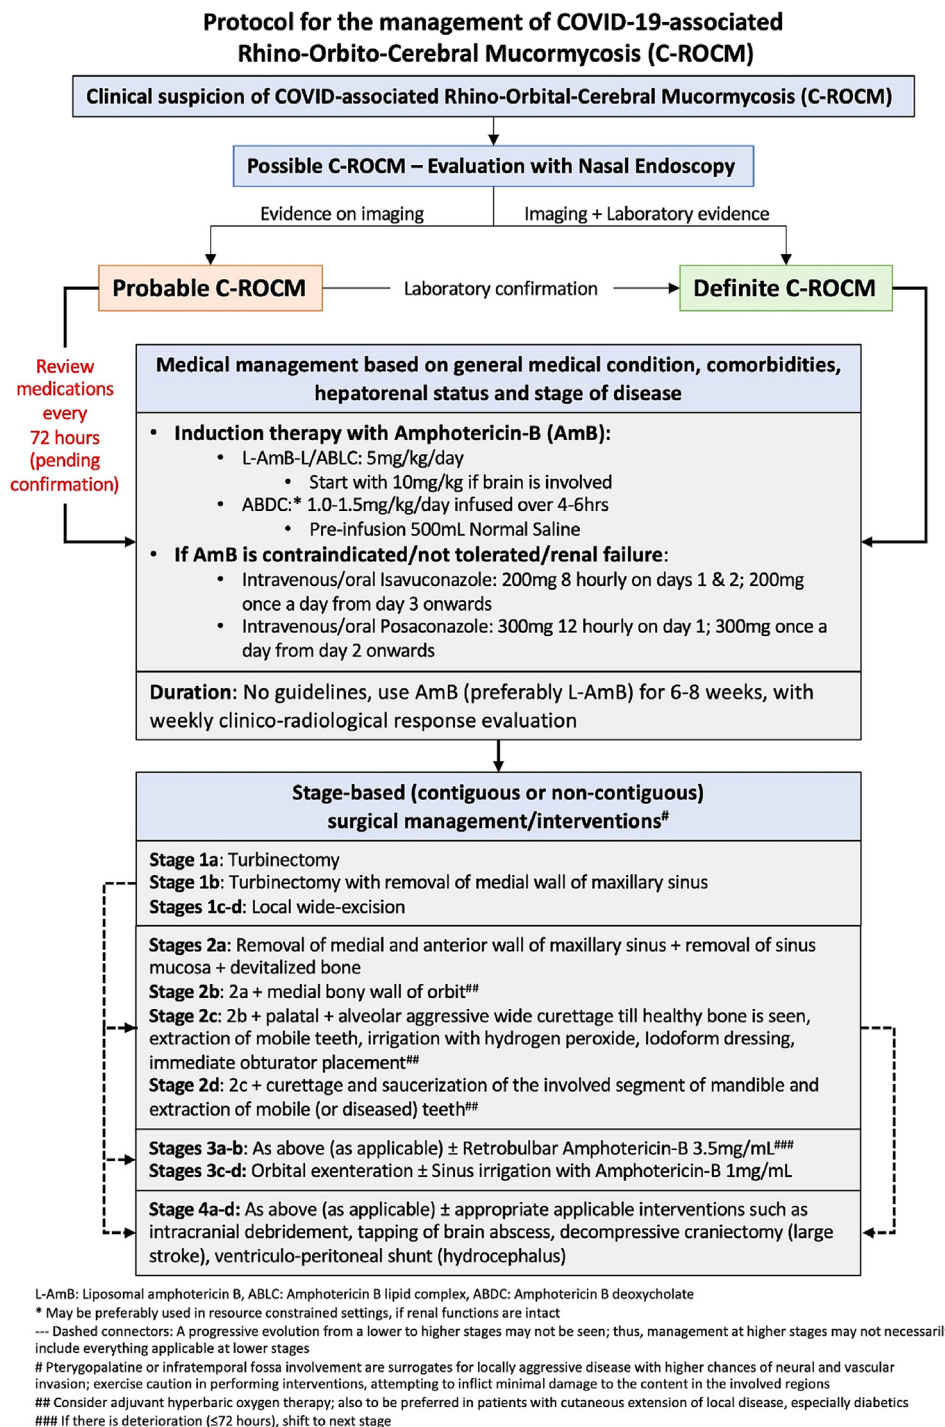 Protocol for the management of COVID-19-associated
Rhino-Orbito-Cerebral Mucormycosis (C-ROCM)
Clinical suspicion of COVID-associated Rhino-Orbital-Cerebral Mucormycosis (C-ROCM)
Possible C-ROCM – Evaluation with Nasal Endoscopy
Evidence on imaging
Imaging + Laboratory evidence
Probable C-ROCM
Laboratory confirmation
Definite C-ROCM
Review
medications
every
72 hours
(pending
confirmation)
Medical management based on general medical condition, comorbidities,
hepatorenal status and stage of disease
• Induction therapy with Amphotericin-B (AmB):
• L-AmB-L/ABLC: 5mg/kg/day
• Start with 10mg/kg if brain is involved
• ABDC:* 1.0-1.5mg/kg/day infused over 4-6hrs
• Pre-infusion 500mL Normal Saline
• If AmB is contraindicated/not tolerated/renal failure:
• Intravenous/oral Isavuconazole: 200mg 8 hourly on days 1 & 2; 200mg
once a day from day 3 onwards
• Intravenous/oral Posaconazole: 300mg 12 hourly on day 1; 300mg once a
day from day 2 onwards
Duration: No guidelines, use AmB (preferably L-AmB) for 6-8 weeks, with
weekly clinico-radiological response evaluation
Stage-based (contiguous or non-contiguous)
surgical management/interventions#
Stage 1a: Turbinectomy
Stage 1b: Turbinectomy with removal of medial wall of maxillary sinus
Stages 1c-d: Local wide-excision
Stages 2a: Removal of medial and anterior wall of maxillary sinus + removal of sinus
mucosa + devitalized bone
Stage 2b: 2a + medial bony wall of orbit##
Stage 2c: 2b + palatal + alveolar aggressive wide curettage till healthy bone is seen,
extraction of mobile teeth, irrigation with hydrogen peroxide, Iodoform dressing,
immediate obturator placement##
Stage 2d: 2c + curettage and saucerization of the involved segment of mandible and
extraction of mobile (or diseased) teeth##
Stages 3a-b: As above (as applicable) ± Retrobulbar Amphotericin-B 3.5mg/mL###
Stages 3c-d: Orbital exenteration ± Sinus irrigation with Amphotericin-B 1mg/mL
Stage 4a-d: As above (as applicable) ± appropriate applicable interventions such as
intracranial debridement, tapping of brain abscess, decompressive craniectomy (large
stroke), ventriculo-peritoneal shunt (hydrocephalus)
L-AmB: Liposomal amphotericin B, ABLC: Amphotericin B lipid complex, ABDC: Amphotericin B deoxycholate
* May be preferably used in resource constrained settings, if renal functions are intact
--- Dashed connectors: A progressive evolution from a lower to higher stages may not be seen; thus, management at higher stages may not necessaril
include everything applicable at lower stages
# Pterygopalatine or infratemporal fossa involvement are surrogates for locally aggressive disease with higher chances of neural and vascular
invasion; exercise caution in performing interventions, attempting to inflict minimal damage to the content in the involved regions
## Consider adjuvant hyperbaric oxygen therapy; also to be preferred in patients with cutaneous extension of local disease, especially diabetics
### If there is deterioration (≤72 hours), shift to next stage